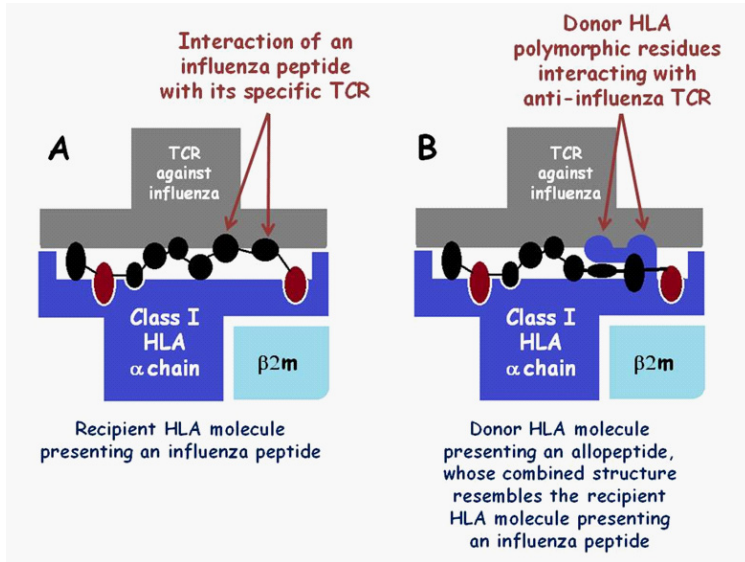 Interaction of an
influenza peptide
with its specific TCR
Donor HLA
polymorphic residues
interacting with
anti-influenza TCR
A
TCR
against
influenza
Class I
HLA
α chain
β2m
Recipient HLA molecule
presenting an influenza peptide
B
TCR
against
influenza
Class I
HLA
α chain
β2m
Donor HLA molecule
presenting an allopeptide,
whose combined structure
resembles the recipient
HLA molecule presenting
an influenza peptide